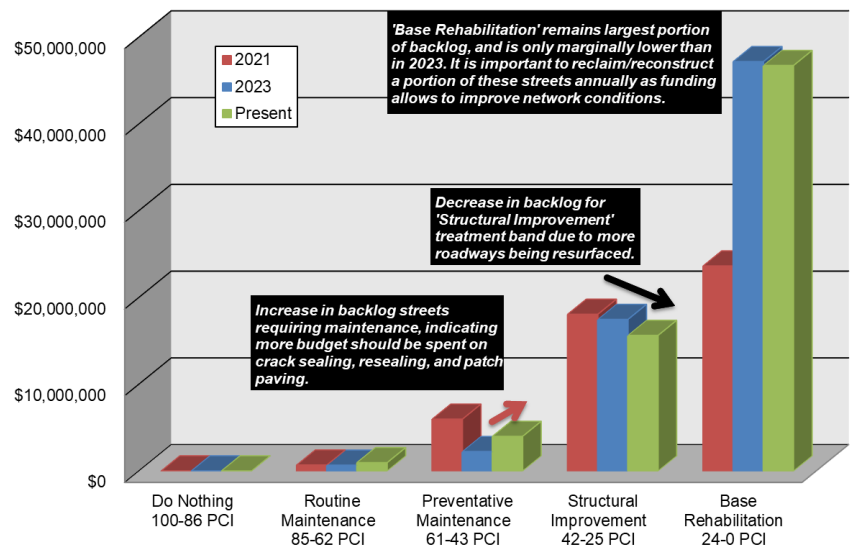 $50,000,000
$40,000,000
$30,000,000
$20,000,000
$10,000,000
$0
2021
2023
Present
'Base Rehabilitation' remains largest portion
of backlog, and is only marginally lower than
in 2023. It is important to reclaim/reconstruct
a portion of these streets annually as funding
allows to improve network conditions.
Decrease in backlog for
'Structural Improvement'
treatment band due to more
roadways being resurfaced.
Increase in backlog streets
requiring maintenance, indicating
more budget should be spent on
crack sealing, resealing, and patch
paving.
Do Nothing
100-86 PCI
Routine
Maintenance
85-62 PCI
Preventative
Maintenance
61-43 PCI
Structural
Improvement
42-25 PCI
Base
Rehabilitation
24-0 PCI